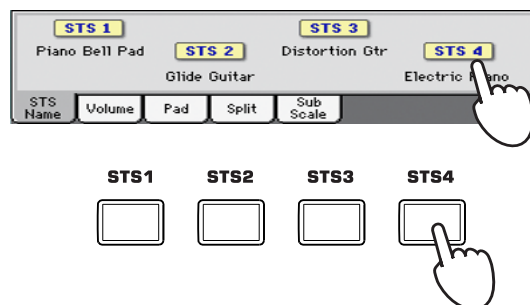 STS 1
STS 3
Piano Bell Pad
STS 2
Distortion Gtr
STS 4
Glide Guitar
Electric
STS Name
Volume
Pad
Split
Sub Scale
STS1
STS2
STS3
STS4